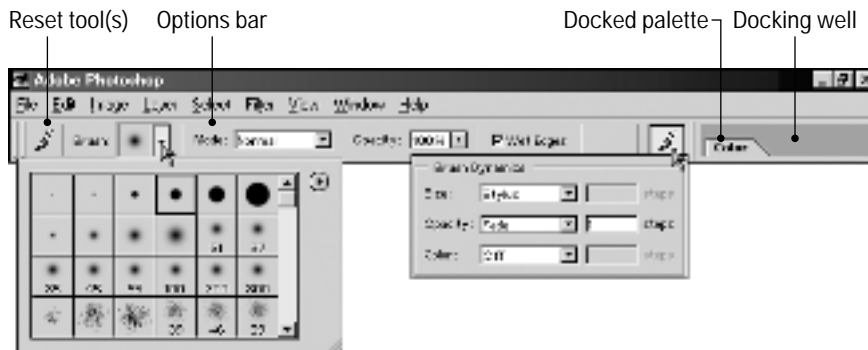 Reset tool(s) Options bar Docked palette Docking well
Adobe Photoshop
File Edit Image Layer Select Filter View Window Help
Brush: Mode: Normal Opacity: 100% Wet Edges Color
Brush Dynamics
Size: Stylus steps
Opacity: Fade steps
Color: Off steps